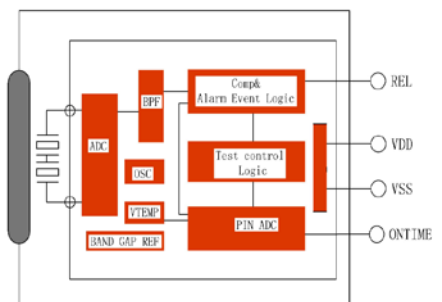 REL
Comp&
Alarm Event Logic
BPF
ADC
VDD
Test control
Logic
OSC
VSS
VTEMP
PIN ADC
ONTIME
BAND GAP REF